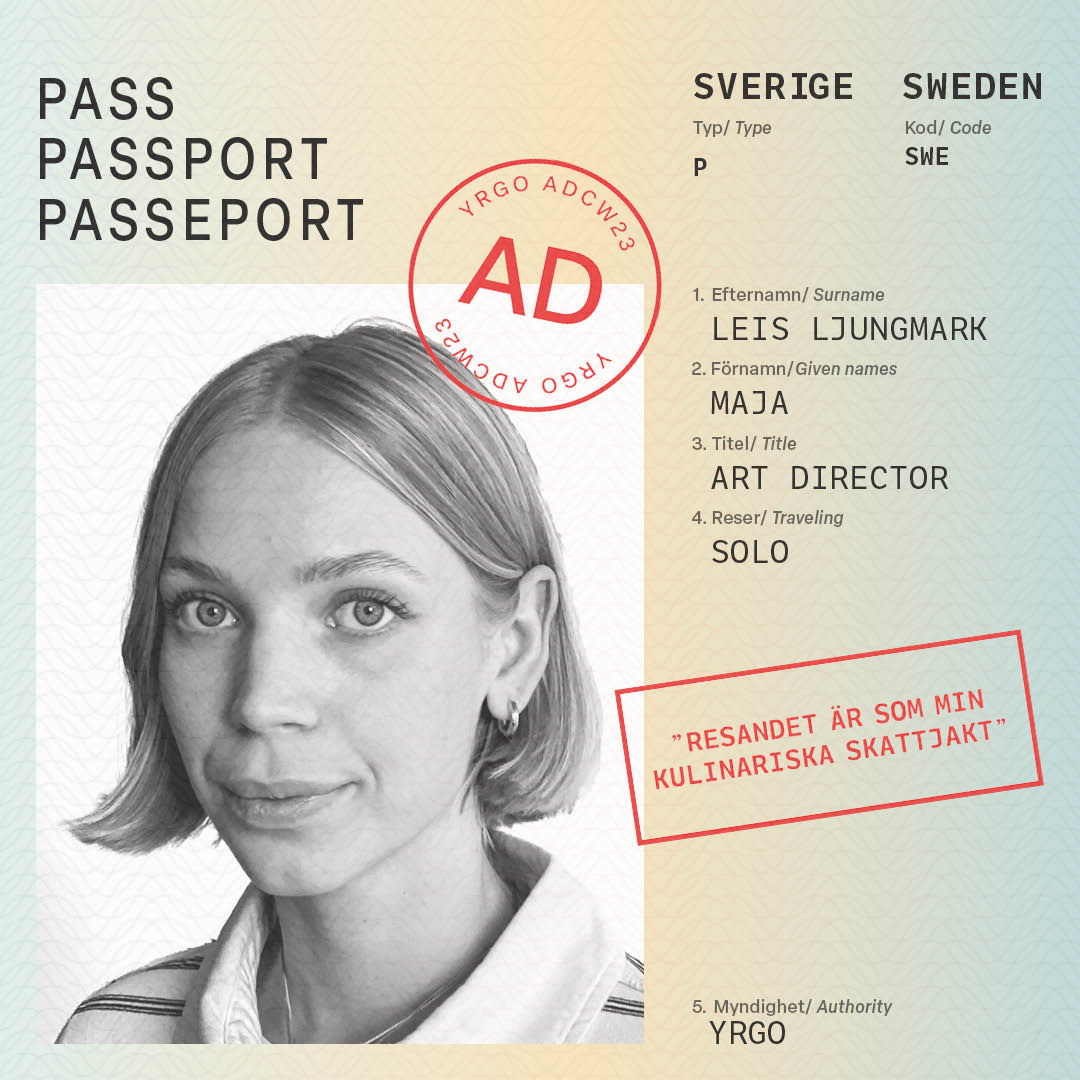 PASS
PASSPORT
PASSEPORT
YRGO ADCW23
AD
YRGO ADCW23
SVERIGE SWEDEN
Typ/ Type Kod/ Code
P SWE
1. Efternamn/ Surname
LEIS LJUNGMARK
2. Förnamn/Given names
MAJA
3. Titel/ Title
ART DIRECTOR
4. Reser/ Traveling
SOLO
”RESANDET ÄR SOM MIN
KULINARISKA SKATTJAKT”
5. Myndighet/ Authority
YRGO